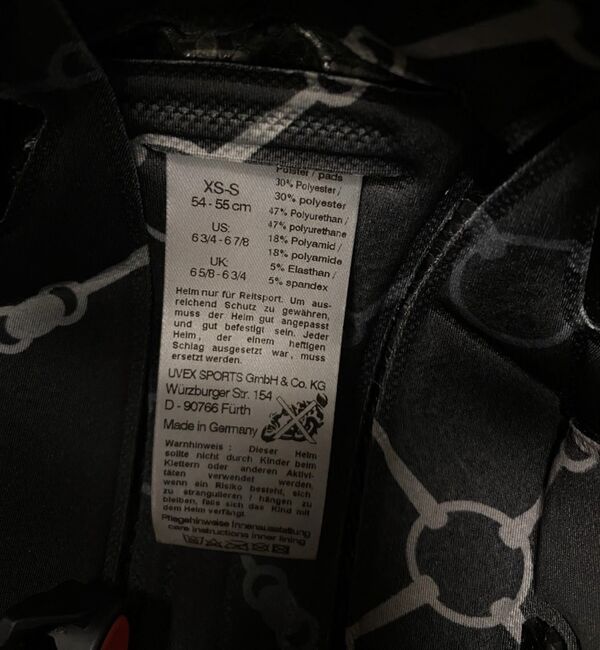 XS-S
54 - 55 cm
US:
6 3/4 - 6 7/8
UK:
6 5/8 - 6 3/4
Polster / pads
30% Polyester /
30% polyester
47% Polyurethan /
47% polyurethane
18% Polyamid /
18% polyamide
5% Elasthan /
5% spandex
Helm nur für Reitsport. Um aus-
reichend Schutz zu gewähren,
muss der Helm gut angepasst
und gut befestigt sein. Jeder
Helm, der einem heftigen
Schlag ausgesetzt war, muss
ersetzt werden.
UVEX SPORTS GmbH & Co. KG
Würzburger Str. 154
D - 90766 Fürth
Made in Germany
Warnhinweis : Dieser Helm
sollte nicht durch Kinder beim
Klettern oder anderen Aktivi-
täten verwendet werden,
wenn ein Risiko besteht, sich
zu strangulieren / hängen zu
bleiben, falls sich das Kind mit
dem Helm verfängt.
Pflegehinweise Innenausstattung
care instructions inner lining